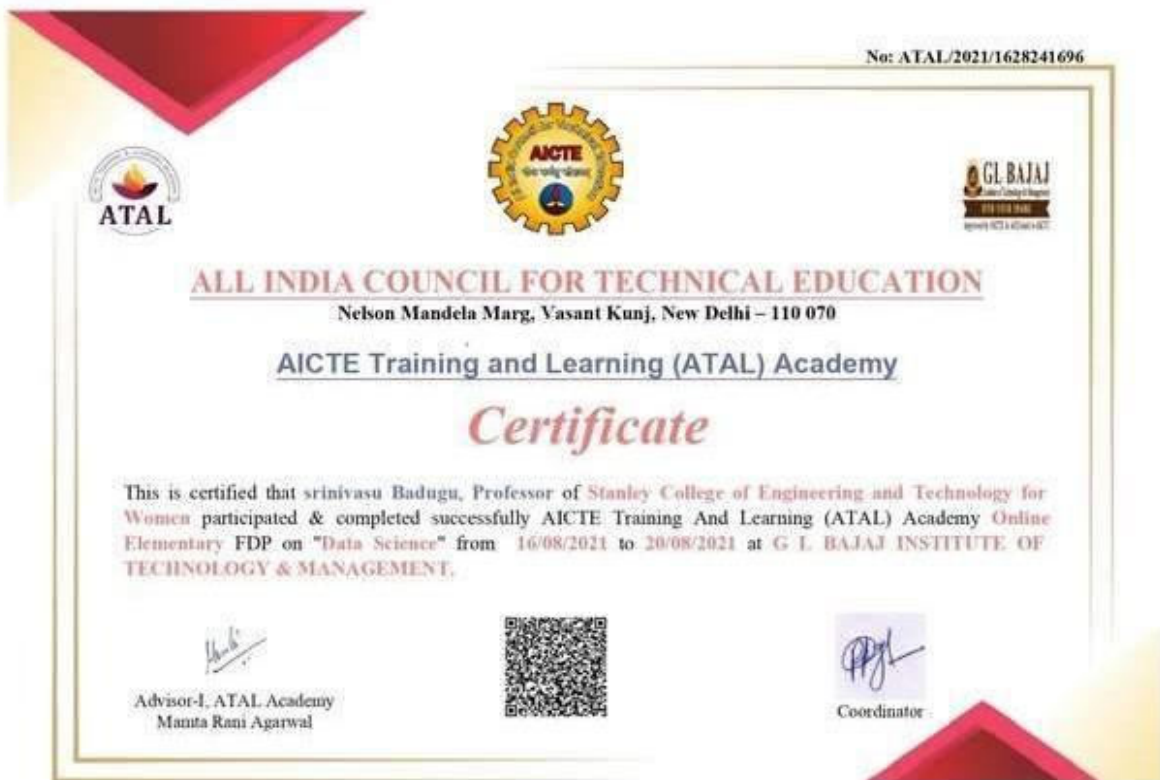 No: ATAL/2021/1628241696
ATAL
AICTE
GL BAJAJ
ALL INDIA COUNCIL FOR TECHNICAL EDUCATION
Nelson Mandela Marg, Vasant Kunj, New Delhi – 110 070
AICTE Training and Learning (ATAL) Academy
Certificate
This is certified that srinivasu Badugu, Professor of Stanley College of Engineering and Technology for
Women participated & completed successfully AICTE Training And Learning (ATAL) Academy Online
Elementary FDP on "Data Science" from 16/08/2021 to 20/08/2021 at G L BAJAJ INSTITUTE OF
TECHNOLOGY & MANAGEMENT.
Advisor-I, ATAL Academy
Mamta Rani Agarwal
Coordinator